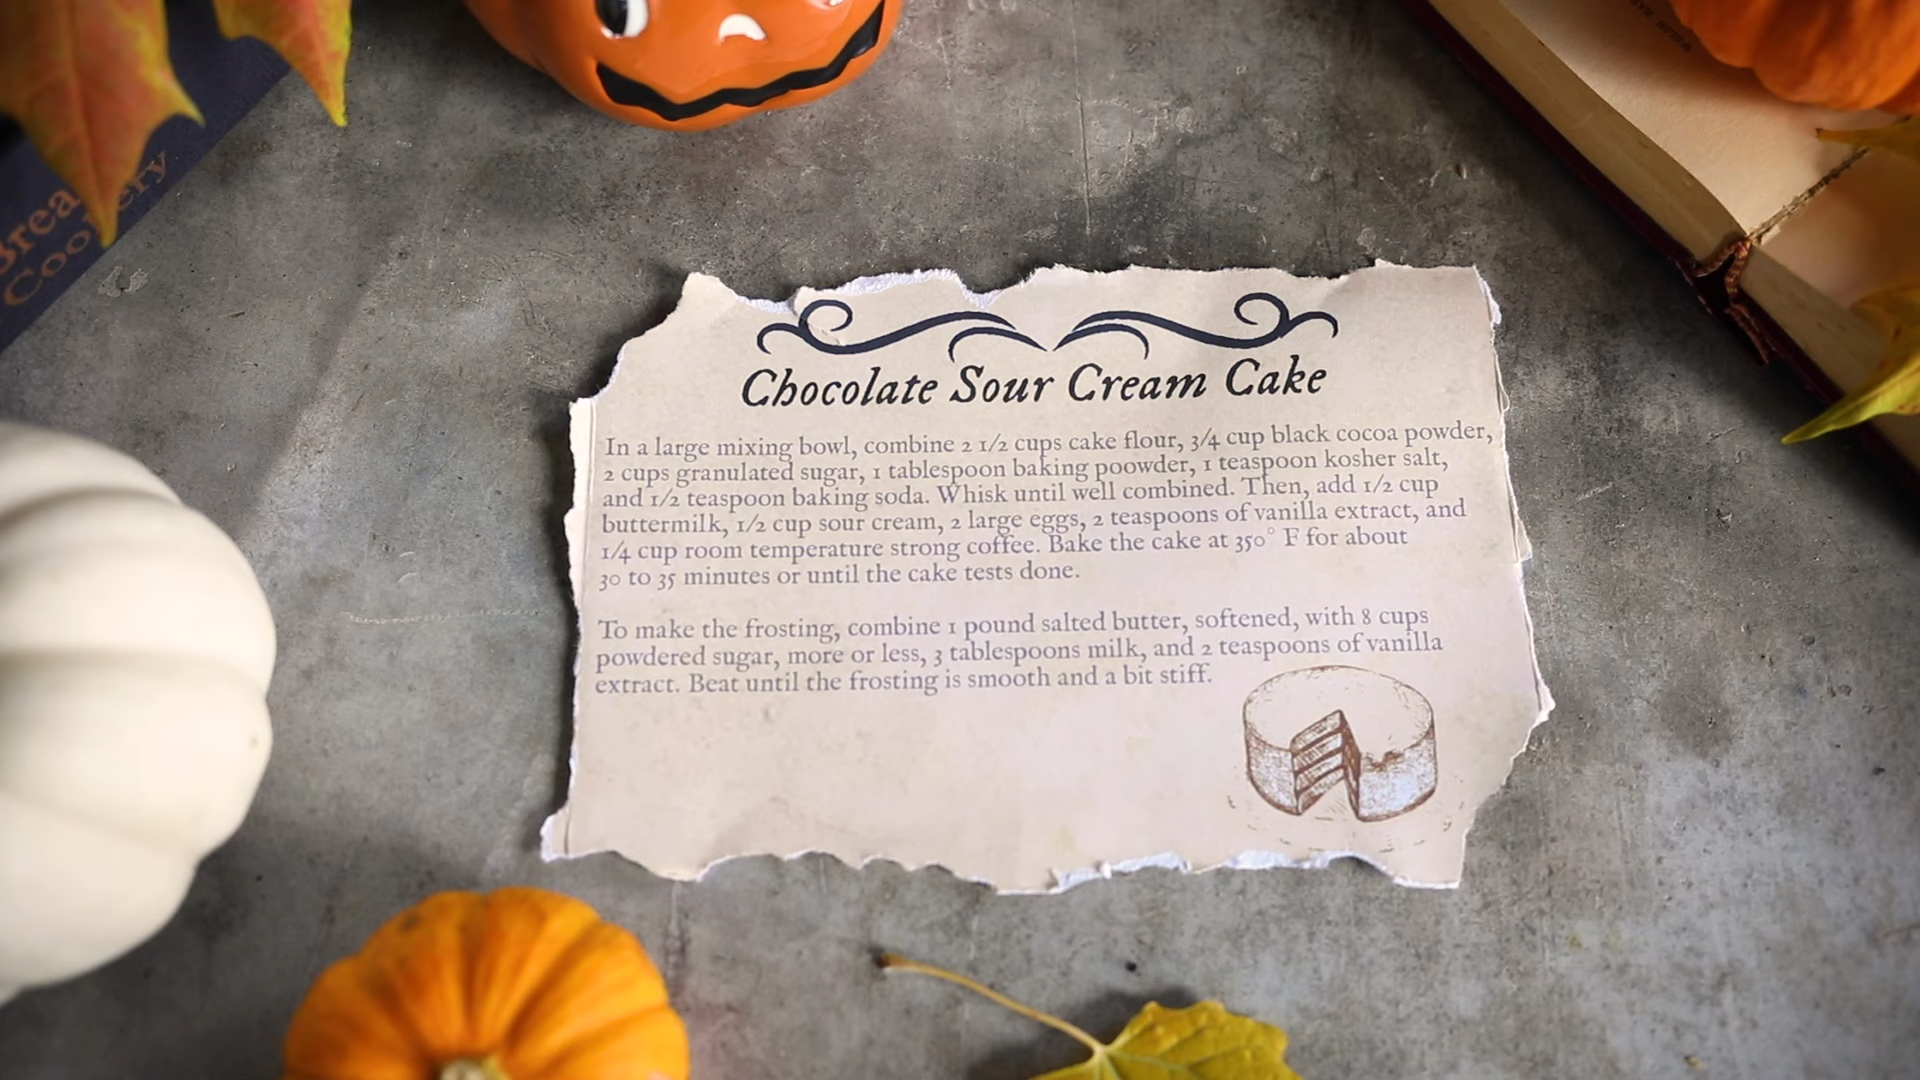 Brea
Cookery
Chocolate Sour Cream Cake
In a large mixing bowl, combine 2 1/2 cups cake flour, 3/4 cup black cocoa powder,
2 cups granulated sugar, 1 tablespoon baking poowder, 1 teaspoon kosher salt,
and 1/2 teaspoon baking soda. Whisk until well combined. Then, add 1/2 cup
buttermilk, 1/2 cup sour cream, 2 large eggs, 2 teaspoons of vanilla extract, and
1/4 cup room temperature strong coffee. Bake the cake at 350° F for about
30 to 35 minutes or until the cake tests done.
To make the frosting, combine 1 pound salted butter, softened, with 8 cups
powdered sugar, more or less, 3 tablespoons milk, and 2 teaspoons of vanilla
extract. Beat until the frosting is smooth and a bit stiff.